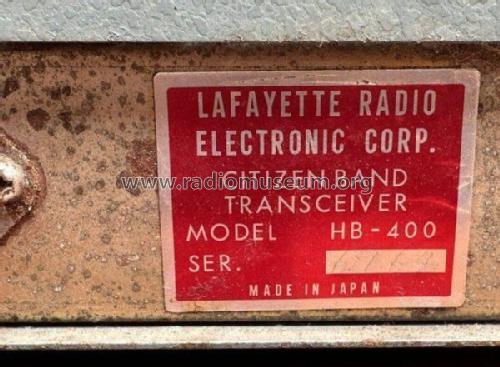 LAFAYETTE RADIO
ELECTRONIC CORP.
CITIZEN BAND
www.radiomuseum.org
TRANSCEIVER
MODEL HB-400
SER.
MADE IN JAPAN